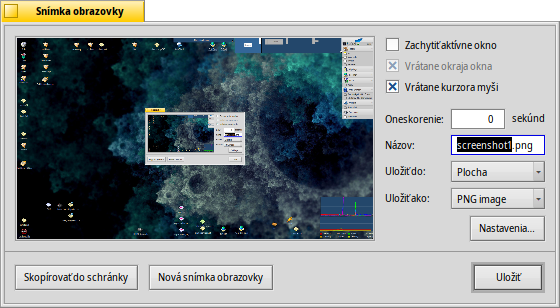 Snímka obrazovky
Zachytiť aktívne okno
Vrátane okraja okna
Vrátane kurzora myši
Oneskorenie: 0 sekúnd
Názov: screenshot1.png
Uložiť do: Plocha
Uložiť ako: PNG image
Nastavenia...
Skopírovať do schránky
Nová snímka obrazovky
Uložiť